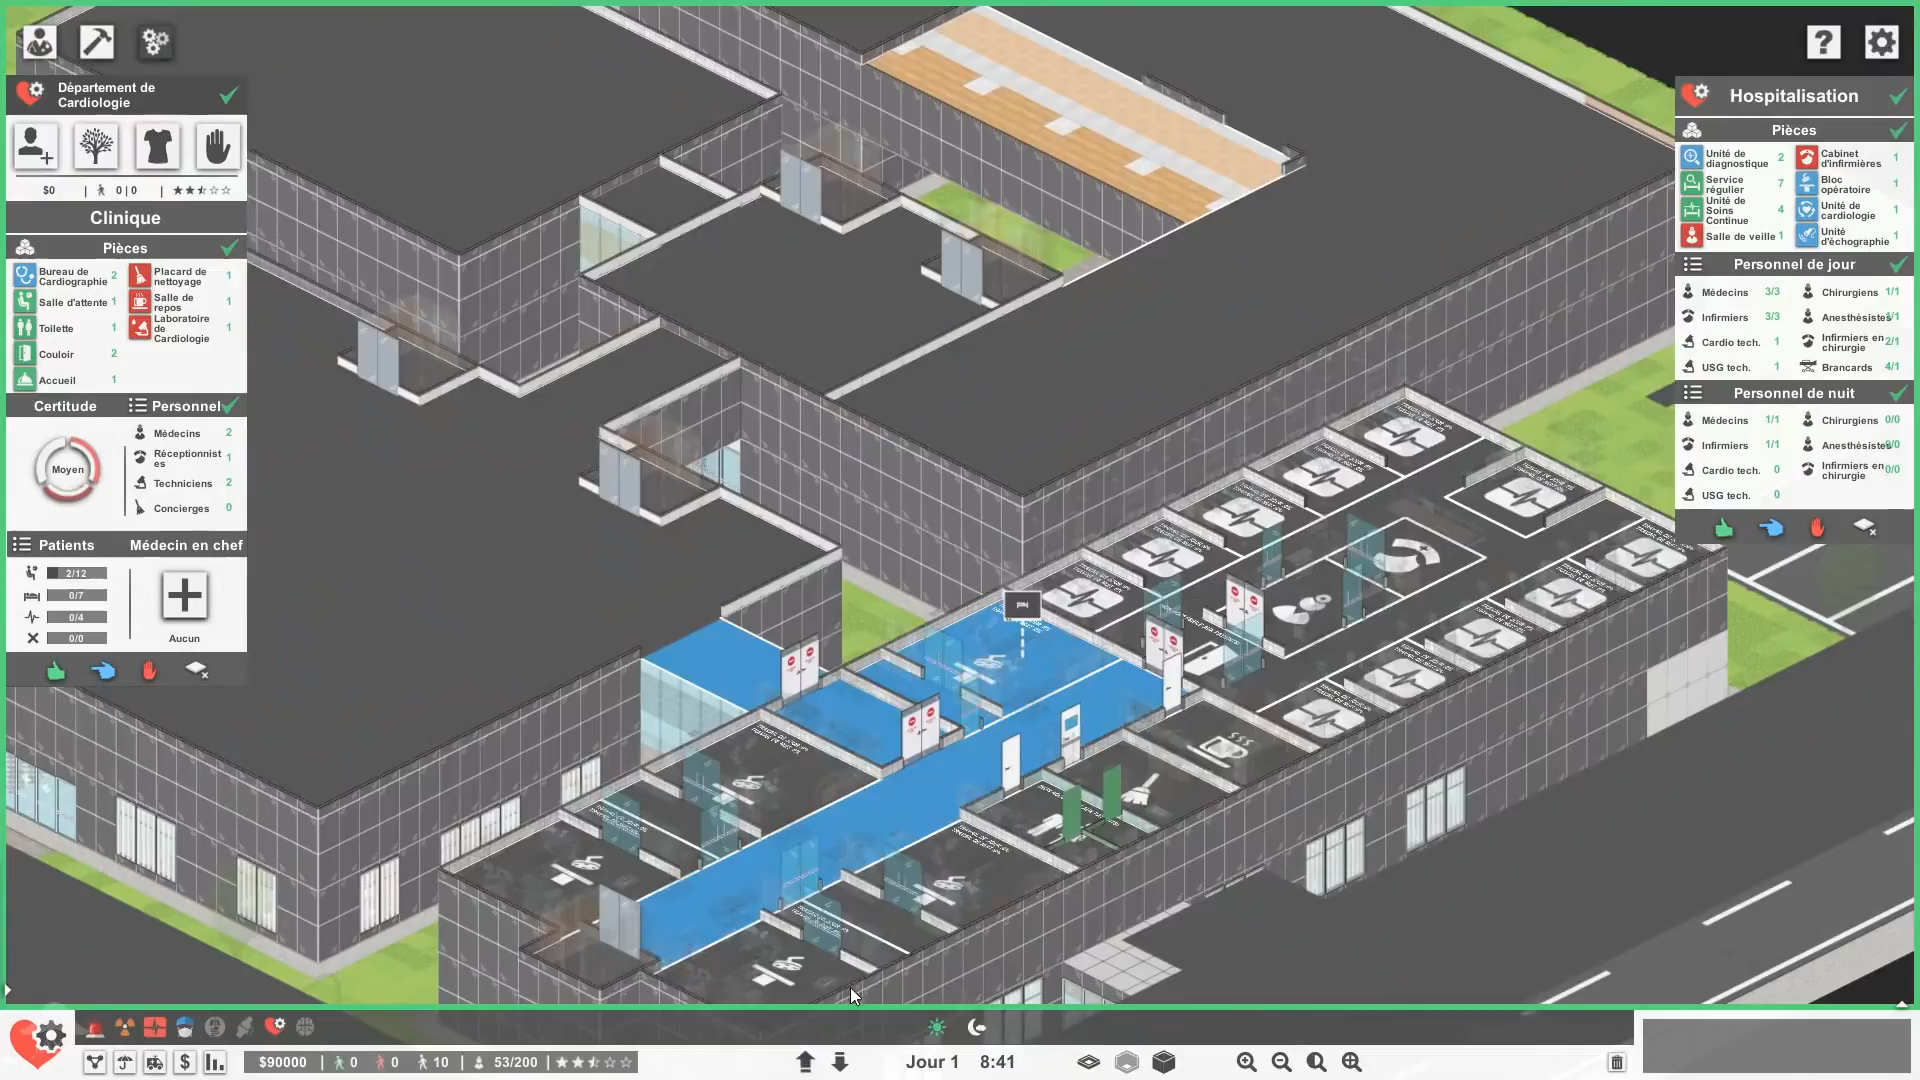 Département de
Cardiologie
$0 | 0|0 |
Clinique
Pièces
Bureau de
Cardiographie 2
Placard de
nettoyage 1
Salle d'attente 1
Salle de
repos 1
Toilette 1
Laboratoire
de
Cardiologie 1
Couloir 2
Accueil 1
Certitude
Personnel
Moyen
Médecins 2
Réceptionnist
es 1
Techniciens 2
Concierges 0
Patients
Médecin en chef
2/12
0/7
0/4
0/0
Aucun
?
Hospitalisation
Pièces
Unité de
diagnostique 2
Cabinet
d'infirmières 1
Service
régulier 7
Bloc
opératoire 1
Unité de
Soins
Continue 4
Unité de
cardiologie 1
Salle de veille 1
Unité
d'échographie 1
Personnel de jour
Médecins 3/3
Chirurgiens 1/1
Infirmiers 3/3
Anesthésistes 1/1
Cardio tech. 1
Infirmiers en
chirurgie 2/1
USG tech. 1
Brancards 4/1
Personnel de nuit
Médecins 1/1
Chirurgiens 0/0
Infirmiers 1/1
Anesthésistes 0/0
Cardio tech. 0
Infirmiers en
chirurgie 0/0
USG tech. 0
$90000 | 0 0 | 10 | 53/200 |
Jour 1 8:41